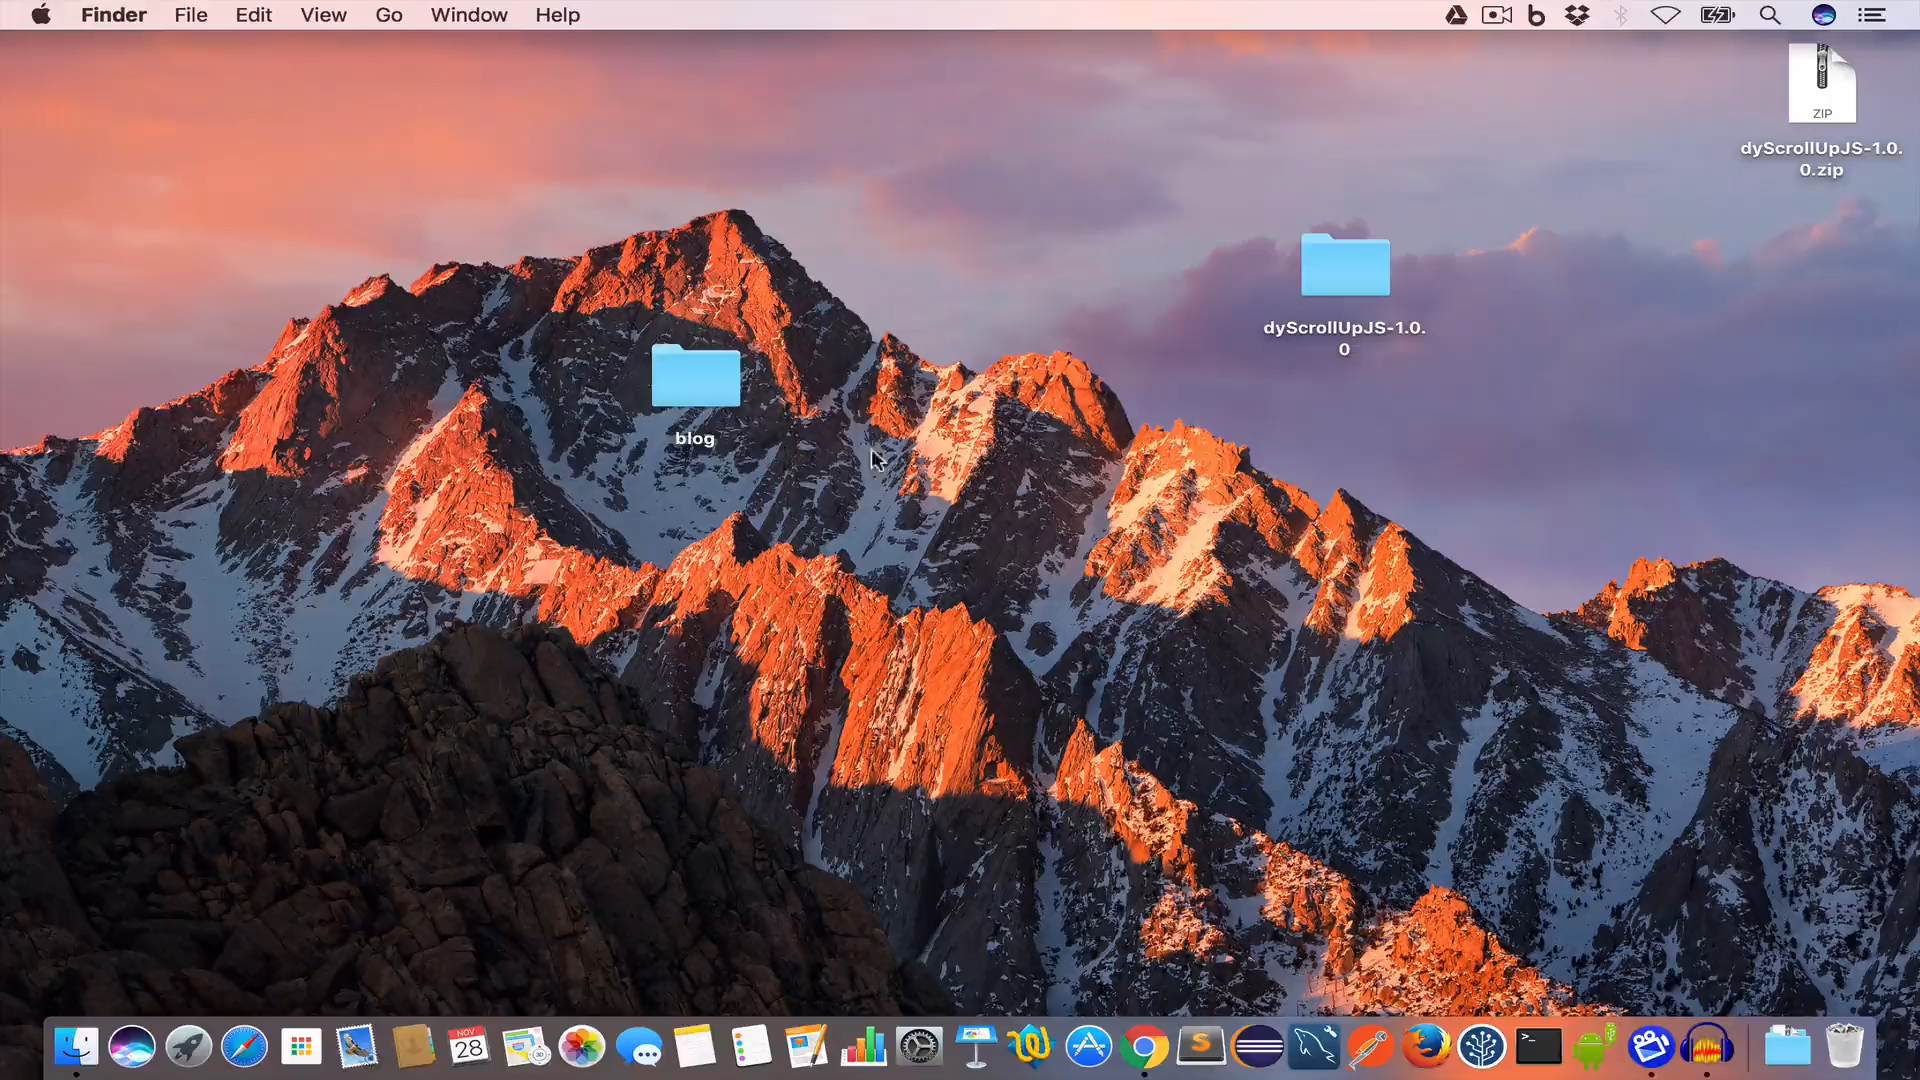 Finder File Edit View Go Window Help
ZIP
dyScrollUpJS-1.0.
0.zip
dyScrollUpJS-1.0.
0
blog
NOV
28